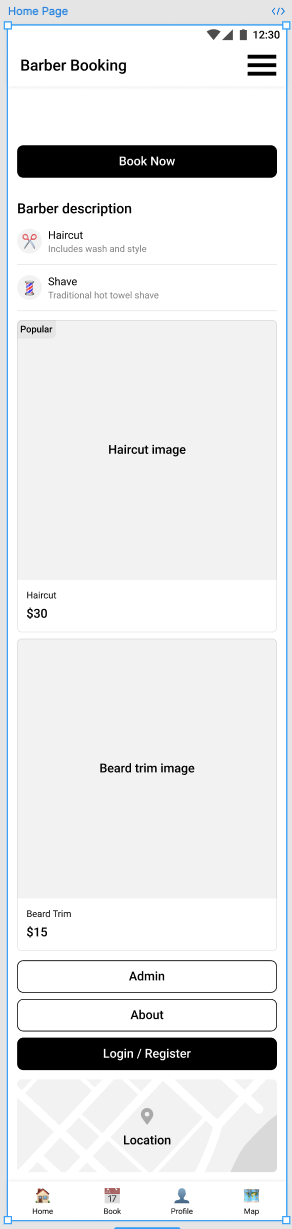 Home Page
12:30
Barber Booking
Book Now
Barber description
Haircut
Includes wash and style
Shave
Traditional hot towel shave
Popular
Haircut image
Haircut
$30
Beard trim image
Beard Trim
$15
Admin
About
Login / Register
Location
17
Home
Book
Profile
Map